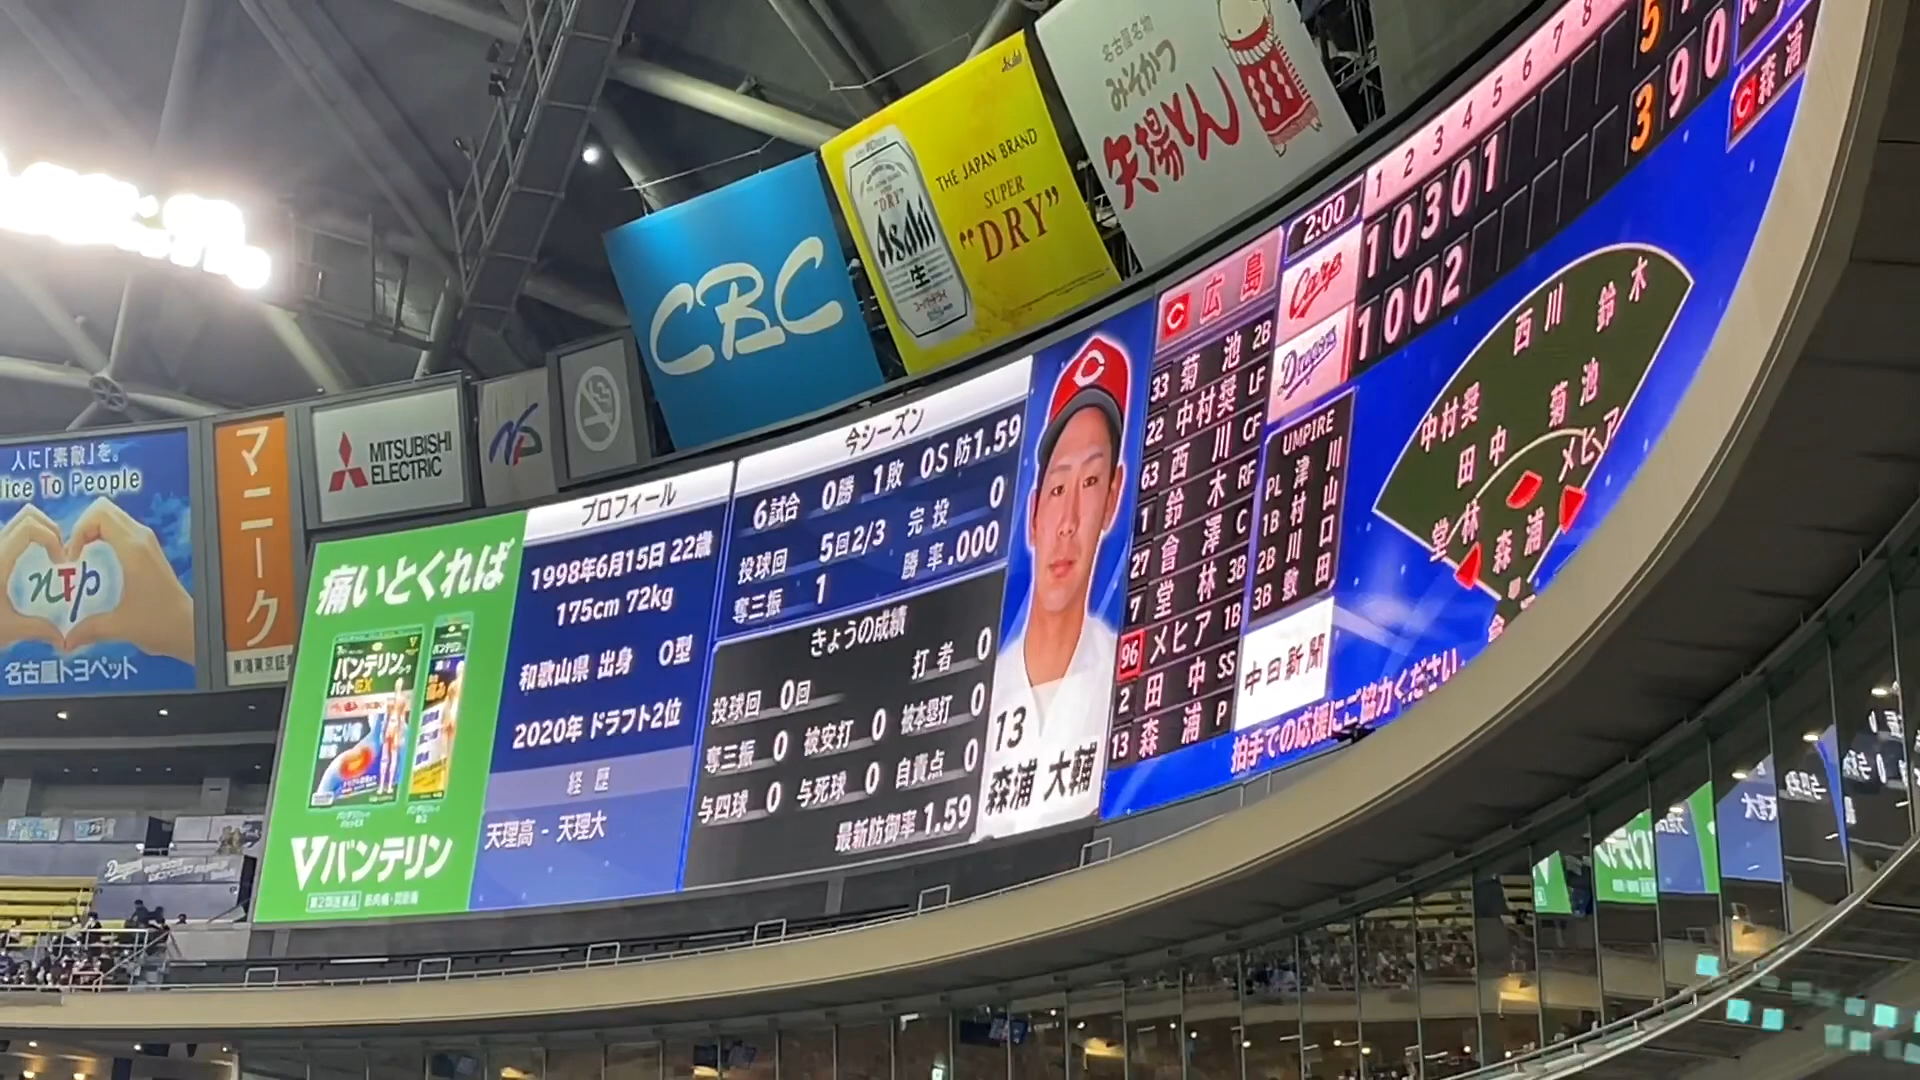 名古屋名物
みそかつ
矢場とん
Asahi
THE JAPAN BRAND
SUPER
"DRY"
Asahi
生
CBC
MITSUBISHI
ELECTRIC
マニーク
人に「素敵」を。
ice To People
nTp
名古屋トヨペット
痛いとくれば
バンテリン
バンテリン
プロフィール
1998年6月15日 22歳
175cm 72kg
和歌山県 出身 O型
2020年 ドラフト2位
経歴
天理高 - 天理大
今シーズン
6試合 0勝 1敗 0S 防1.59
投球回 5回2/3 完投 0
奪三振 1 勝率.000
きょうの成績
打者 0
投球回 0回
奪三振 0 被安打 0 被本塁打 0
与四球 0 与死球 0 自責点 0
最新防御率 1.59
13
森浦 大輔
C 広島
33 菊池 2B
22 中村奨 LF
63 西川 CF
1 鈴木 RF
27 會澤 C
7 堂林 3B
96 メヒア 1B
2 田中 SS
13 森浦 P
2:00
1 2 3 4 5 6 7 8
Carp 1 0 3 0 1 5
Dragons 1 0 0 2 3 9 0
UMPIRE
PL 津川
1B 村山
2B 川口
3B 敷田
中日新聞
C 森浦
西川
鈴木
中村奨
菊池
田中
メヒア
堂林
森浦
拍手での応援にご協力ください